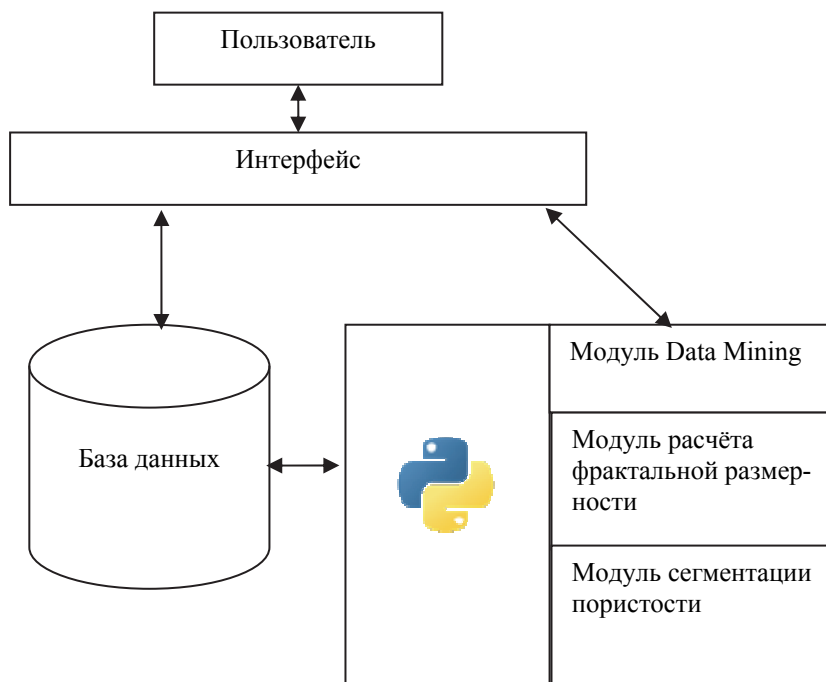 Пользователь
Интерфейс
Модуль Data Mining
База данных
Модуль расчёта
фрактальной размер-
ности
Модуль сегментации
пористости